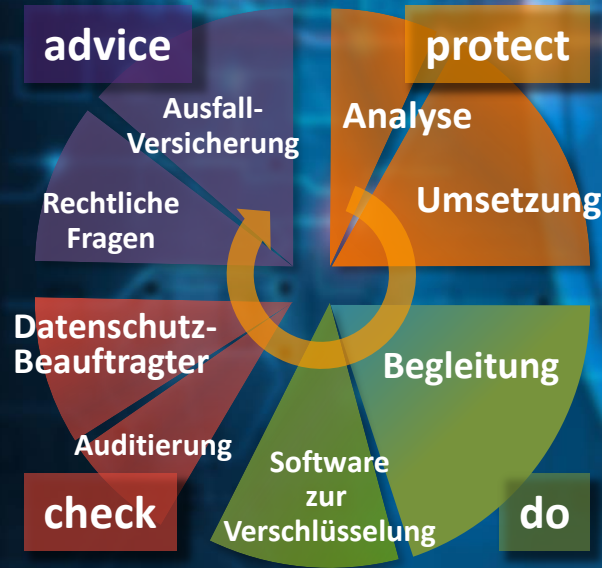 advice
protect
Ausfall-
Versicherung
Analyse
Rechtliche
Fragen
Umsetzung
Datenschutz-
Beauftragter
Begleitung
Auditierung
Software
zur
Verschlüsselung
check
do